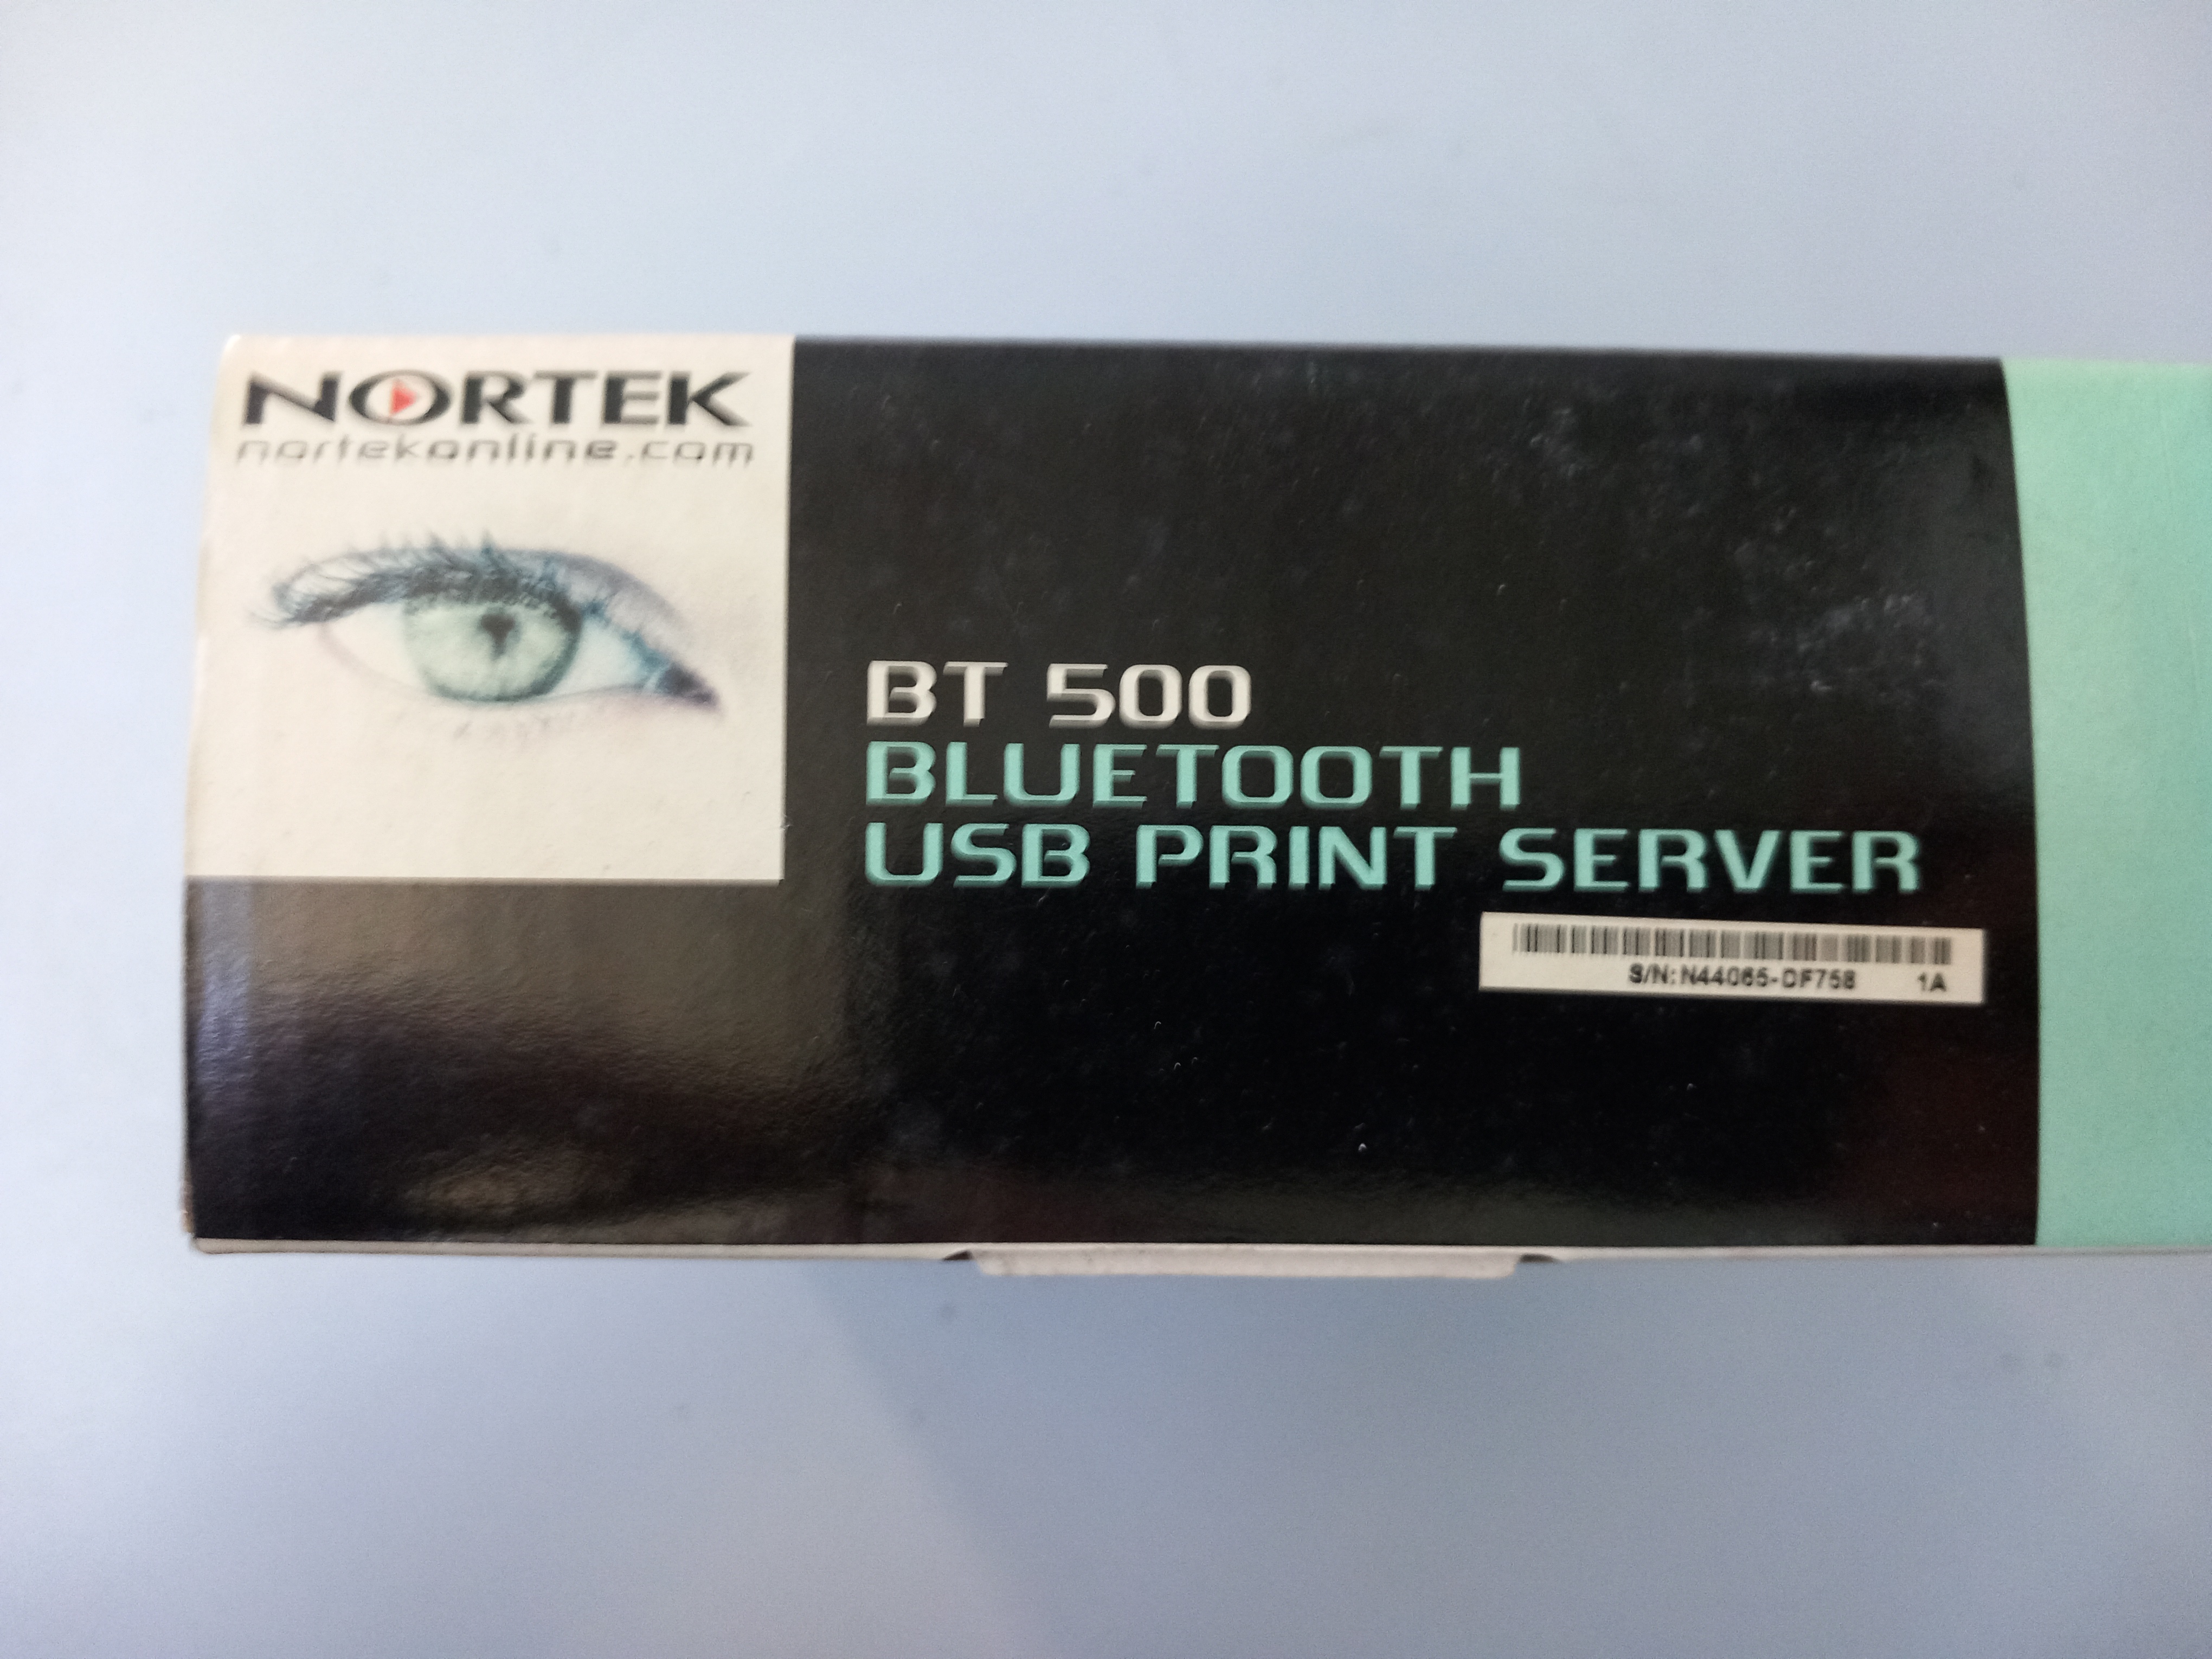 NORTEK
nortekonline.com
BT 500
BLUETOOTH
USB PRINT SERVER
S/N: N44065-DF758 1A